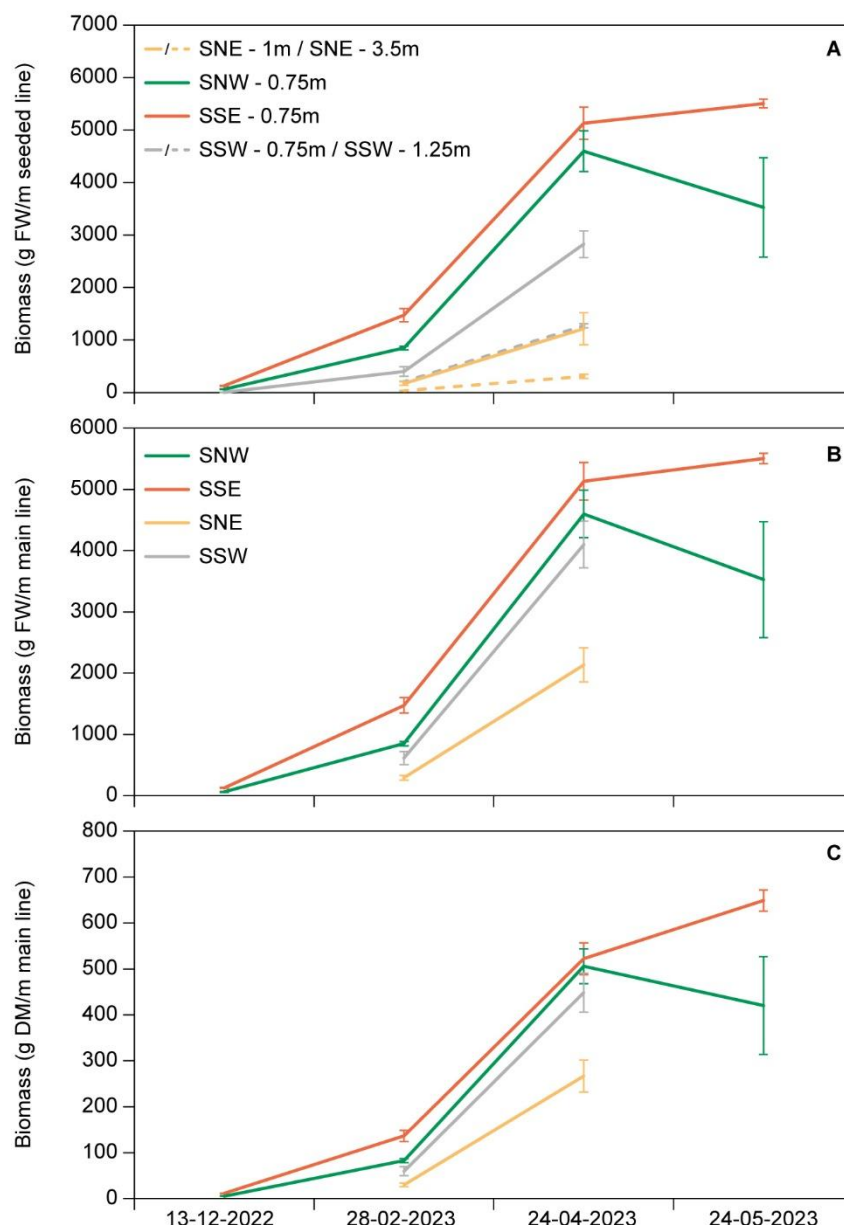 A
SNE - 1m / SNE - 3.5m
SNW - 0.75m
SSE - 0.75m
SSW - 0.75m / SSW - 1.25m
Biomass (g FW/m seeded line)
7000
6000
5000
4000
3000
2000
1000
0
B
SNW
SSE
SNE
SSW
Biomass (g FW/m main line)
6000
5000
4000
3000
2000
1000
0
C
Biomass (g DM/m main line)
800
700
600
500
400
300
200
100
0
13-12-2022 28-02-2023 24-04-2023 24-05-2023